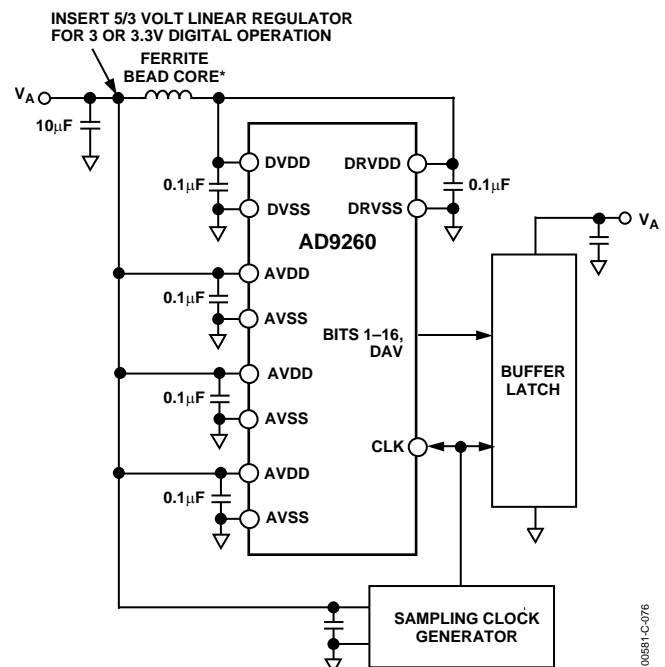 INSERT 5/3 VOLT LINEAR REGULATOR
FOR 3 OR 3.3V DIGITAL OPERATION
FERRITE
BEAD CORE*
VA
10μF
DVDD
DRVDD
0.1μF
0.1μF
DVSS
DRVSS
AD9260
VA
AVDD
0.1μF
AVSS
BITS 1–16,
DAV
BUFFER
LATCH
AVDD
0.1μF
AVSS
CLK
AVDD
0.1μF
AVSS
SAMPLING CLOCK
GENERATOR
00581-C-076